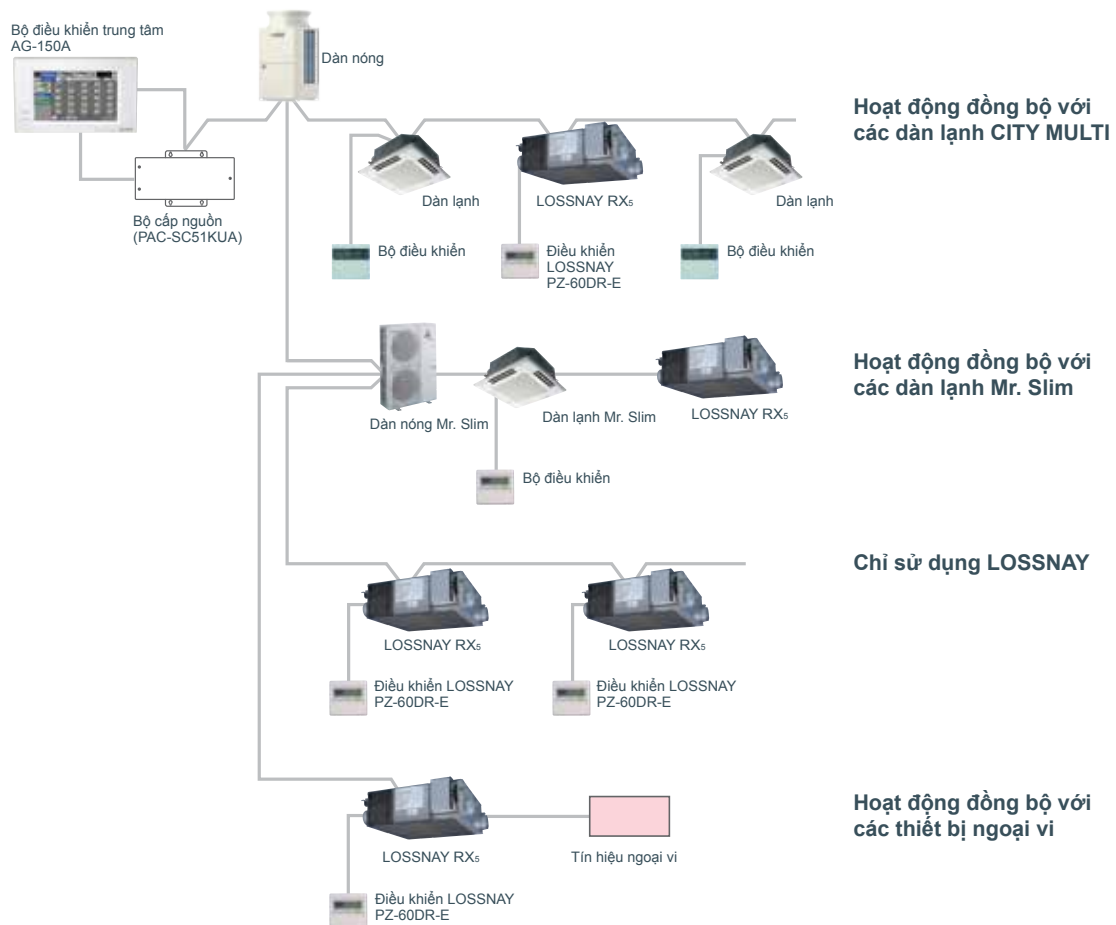 Bộ điều khiển trung tâm
AG-150A
Dàn nóng
Bộ cấp nguồn
(PAC-SC51KUA)
Dàn lạnh
LOSSNAY RX5
Dàn lạnh
Bộ điều khiển
Điều khiển
LOSSNAY
PZ-60DR-E
Bộ điều khiển
Hoạt động đồng bộ với
các dàn lạnh CITY MULTI
Dàn nóng Mr. Slim
Dàn lạnh Mr. Slim
LOSSNAY RX5
Bộ điều khiển
Hoạt động đồng bộ với
các dàn lạnh Mr. Slim
Chỉ sử dụng LOSSNAY
LOSSNAY RX5
LOSSNAY RX5
Điều khiển LOSSNAY
PZ-60DR-E
Điều khiển LOSSNAY
PZ-60DR-E
Hoạt động đồng bộ với
các thiết bị ngoại vi
LOSSNAY RX5
Tín hiệu ngoại vi
Điều khiển LOSSNAY
PZ-60DR-E